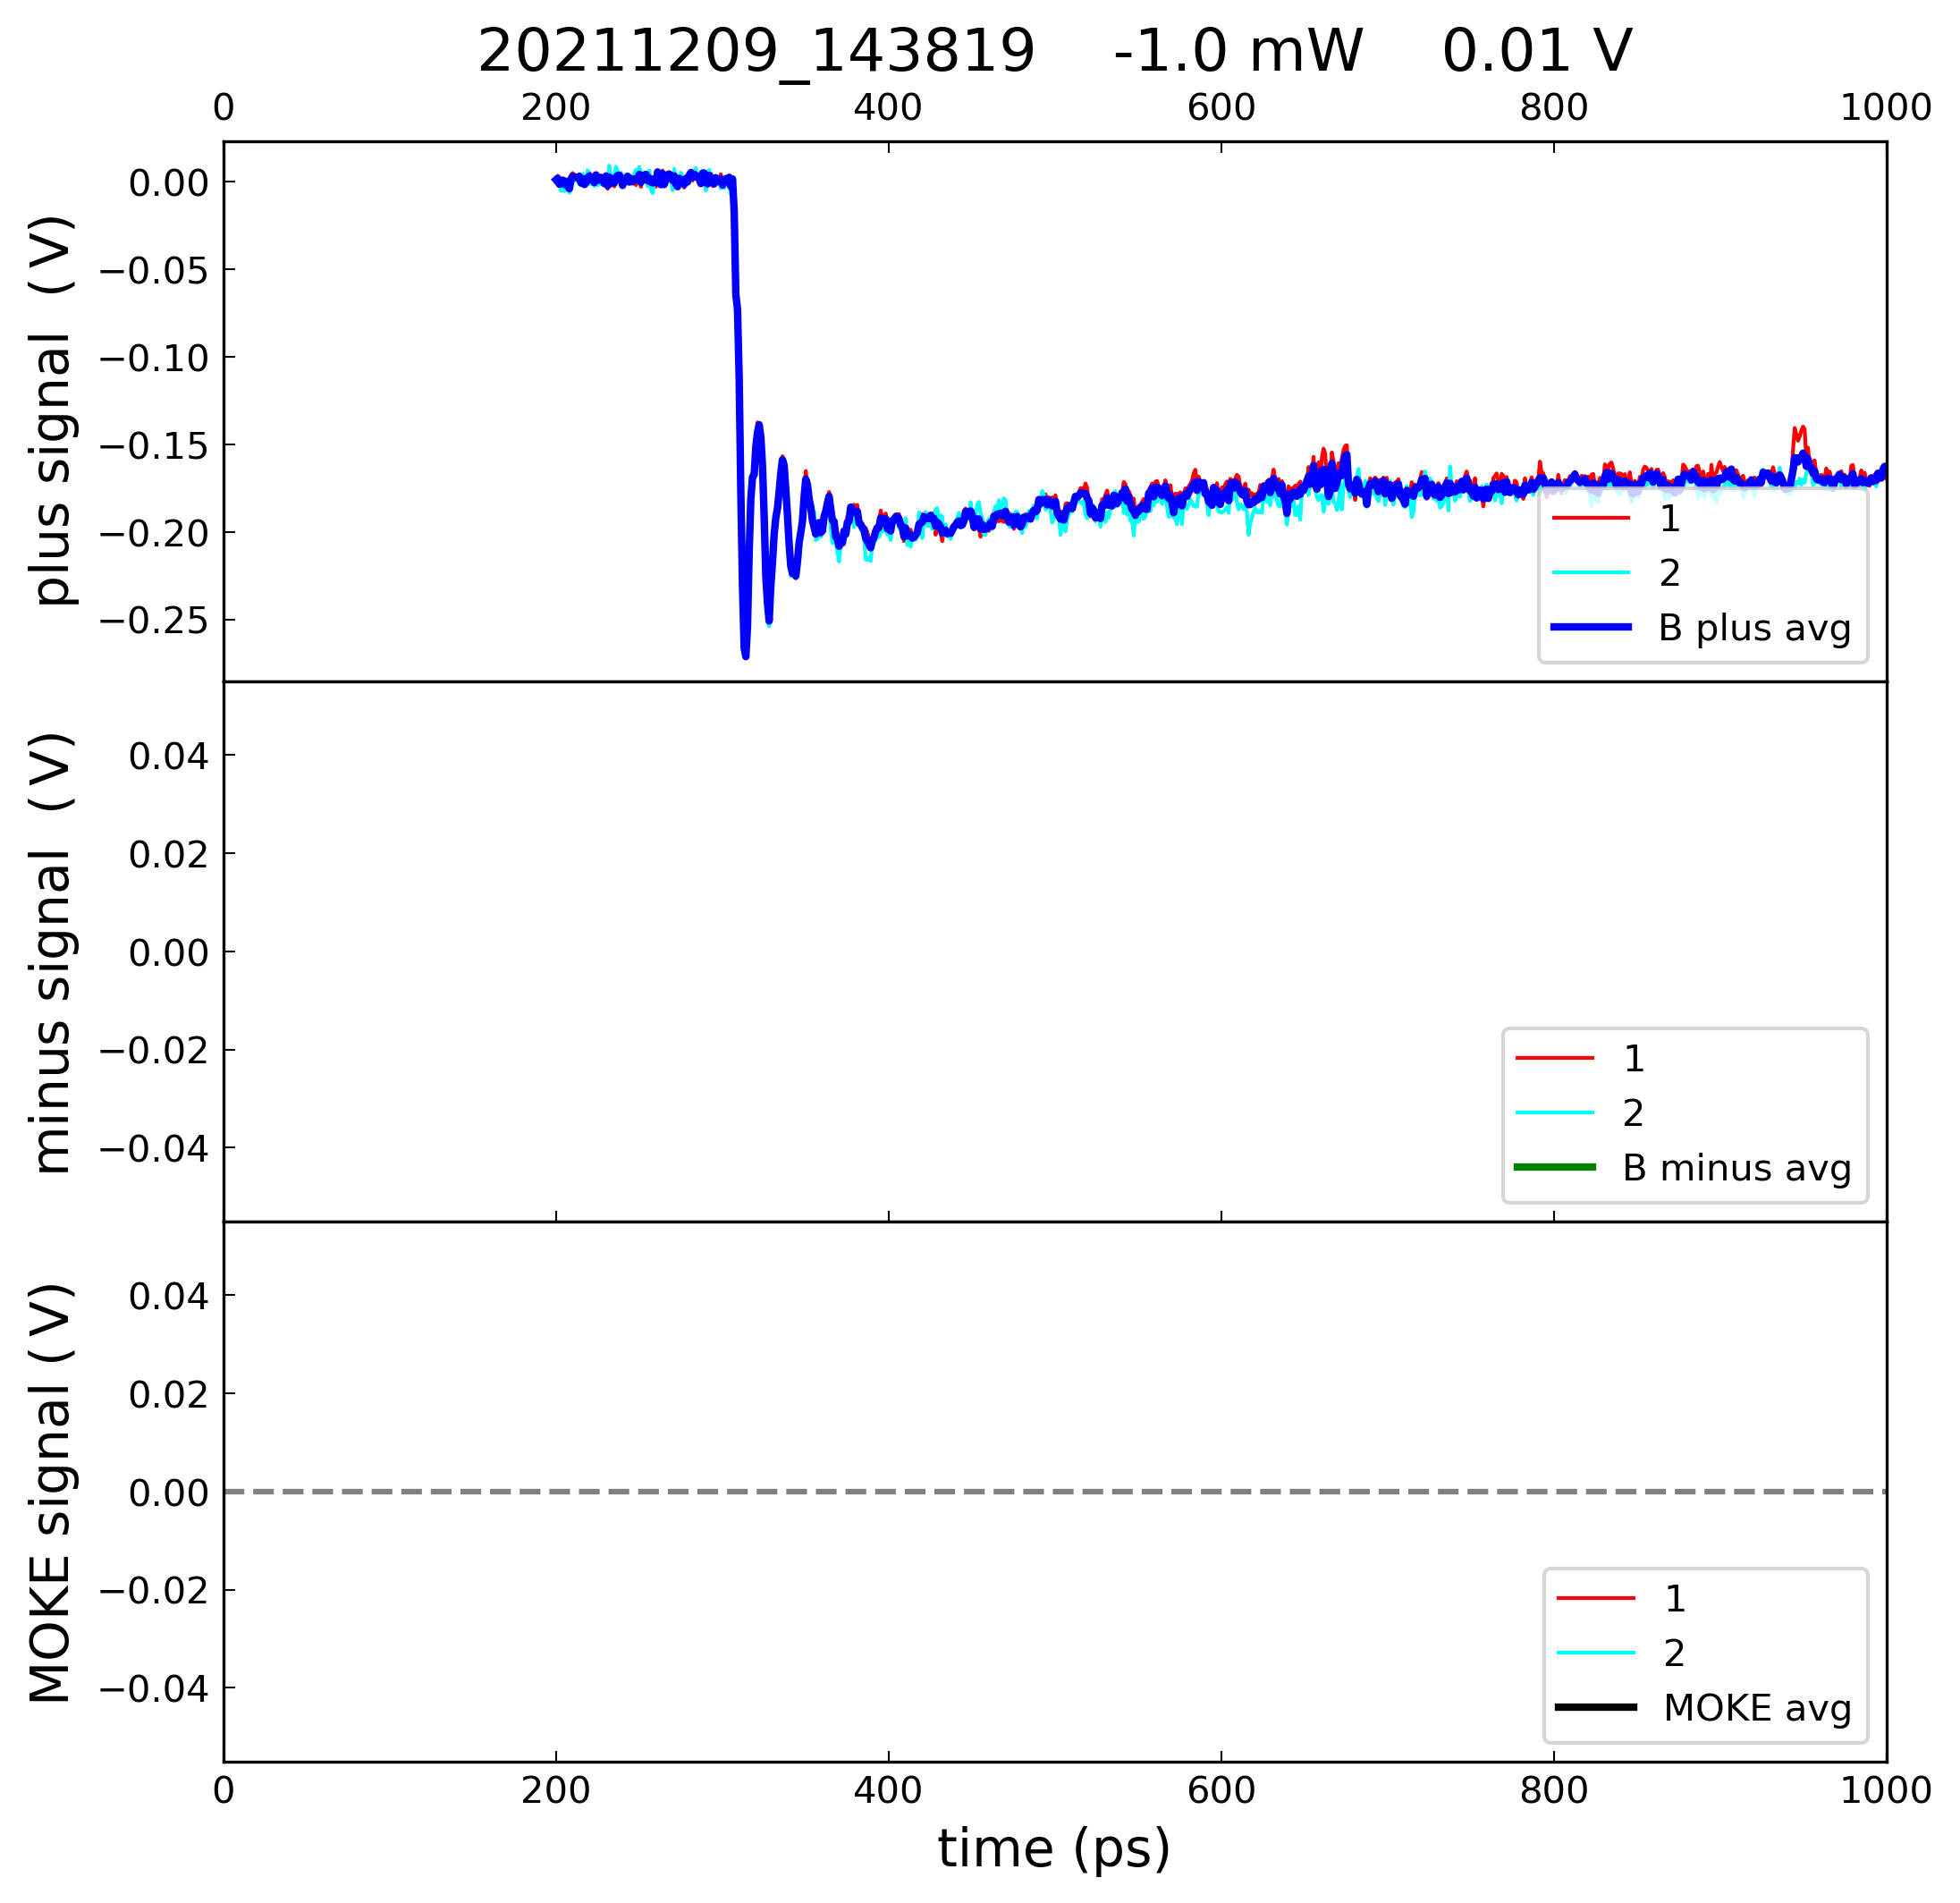 20211209_143819    -1.0 mW    0.01 V
0 200 400 600 800 1000
plus signal  ( V)
0.00
−0.05
−0.10
−0.15
−0.20
−0.25
1
2
B plus avg
minus signal  ( V)
0.04
0.02
0.00
−0.02
−0.04
1
2
B minus avg
MOKE signal ( V)
0.04
0.02
0.00
−0.02
−0.04
1
2
MOKE avg
0 200 400 600 800 1000
time (ps)